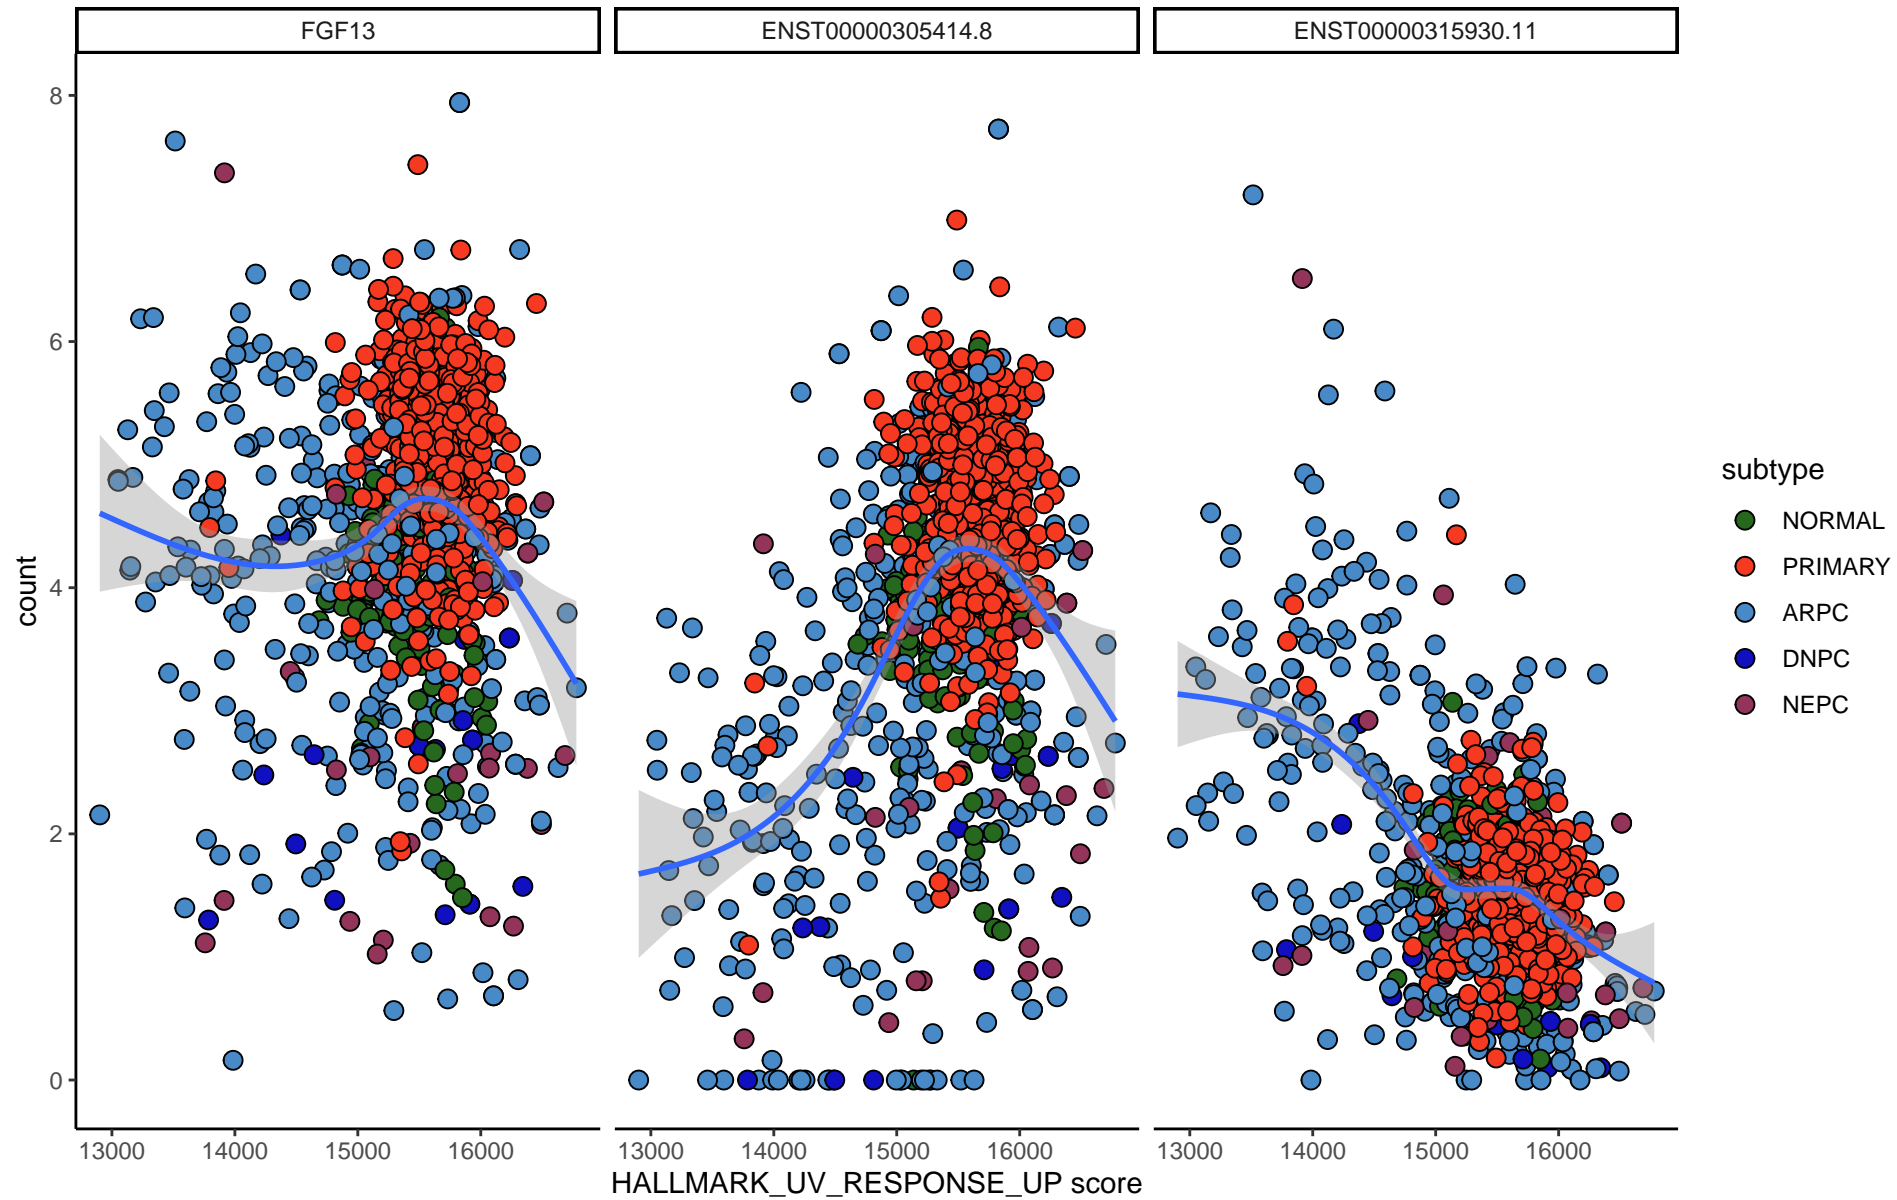 FGF13
ENST00000305414.8
ENST00000315930.11
8
6
4
2
0
count
13000 14000 15000 16000
13000 14000 15000 16000
13000 14000 15000 16000
HALLMARK_UV_RESPONSE_UP score
subtype
NORMAL
PRIMARY
ARPC
DNPC
NEPC